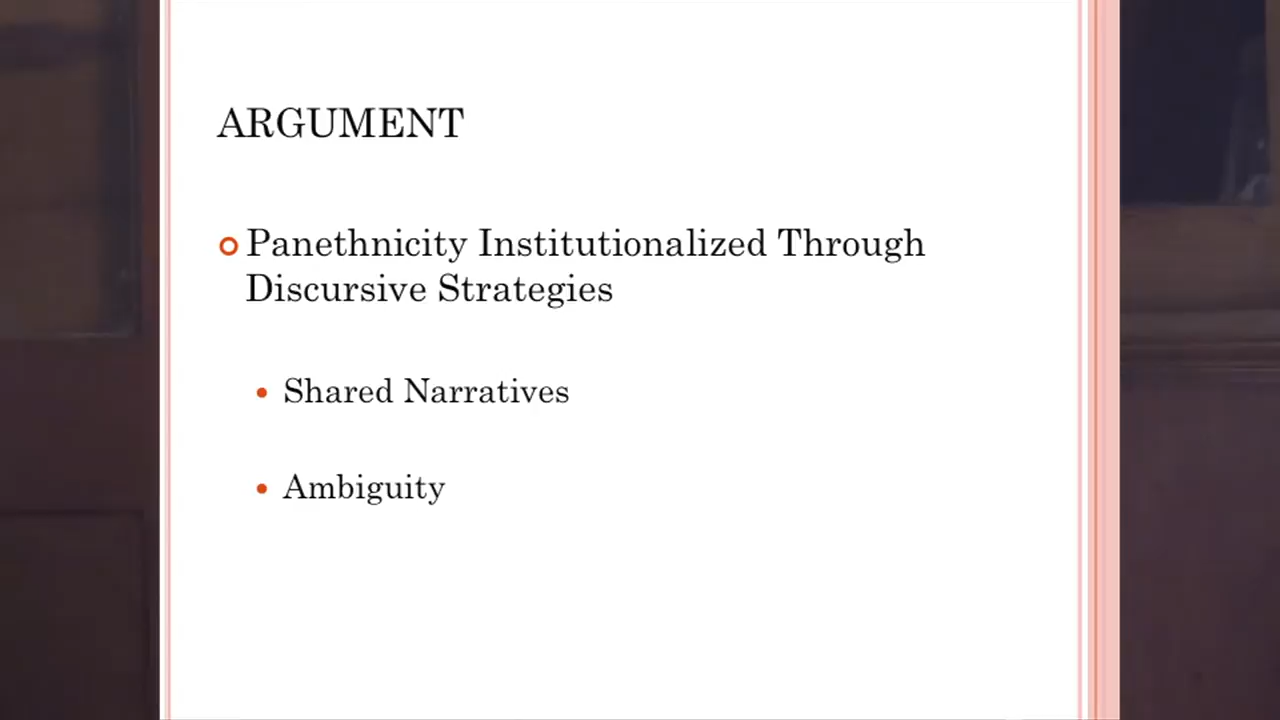 ARGUMENT
Panethnicity Institutionalized Through
Discursive Strategies
Shared Narratives
Ambiguity